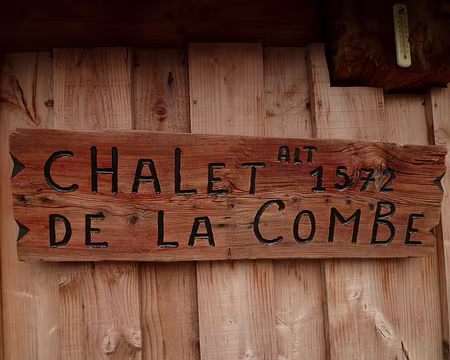 CHALET ALT 1572
DE LA COMBE